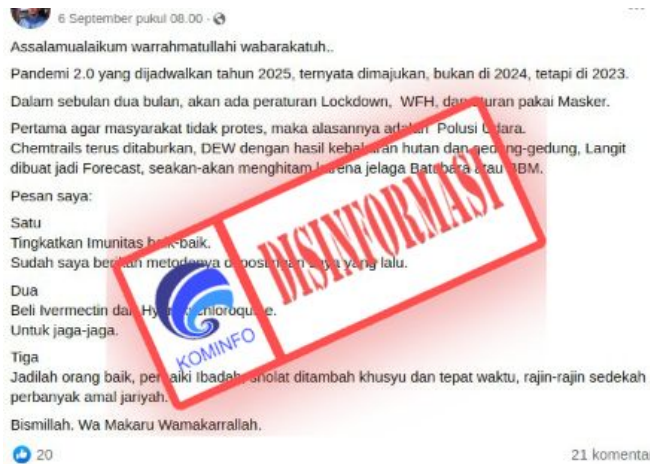 6 September pukul 08.00 ·
Assalamualaikum warrahmatullahi wabarakatuh..
Pandemi 2.0 yang dijadwalkan tahun 2025, ternyata dimajukan, bukan di 2024, tetapi di 2023.
Dalam sebulan dua bulan, akan ada peraturan Lockdown, WFH, dan aturan pakai Masker.
Pertama agar masyarakat tidak protes, maka alasannya adalah Polusi Udara.
Chemtrails terus ditaburkan, DEW dengan hasil kebakaran hutan dan gedung-gedung, Langit
dibuat jadi Forecast, seakan-akan menghitam karena jelaga Batubara atau BBM.
Pesan saya:
Satu
Tingkatkan Imunitas baik-baik.
Sudah saya berikan metodenya di postingan saya yang lalu.
Dua
Beli Ivermectin dan Hydroxychloroquine.
Untuk jaga-jaga.
Tiga
Jadilah orang baik, perbaiki Ibadah, sholat ditambah khusyu dan tepat waktu, rajin-rajin sedekah
perbanyak amal jariyah.
Bismillah. Wa Makaru Wamakarrallah.
20
21 komentar
KOMINFO
DISINFORMASI